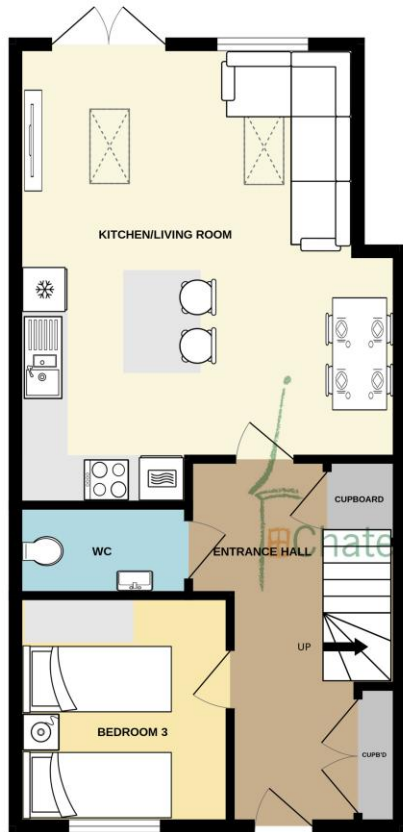 KITCHEN/LIVING ROOM
CUPBOARD
WC
ENTRANCE HALL
Chate
UP
BEDROOM 3
CUPB'D